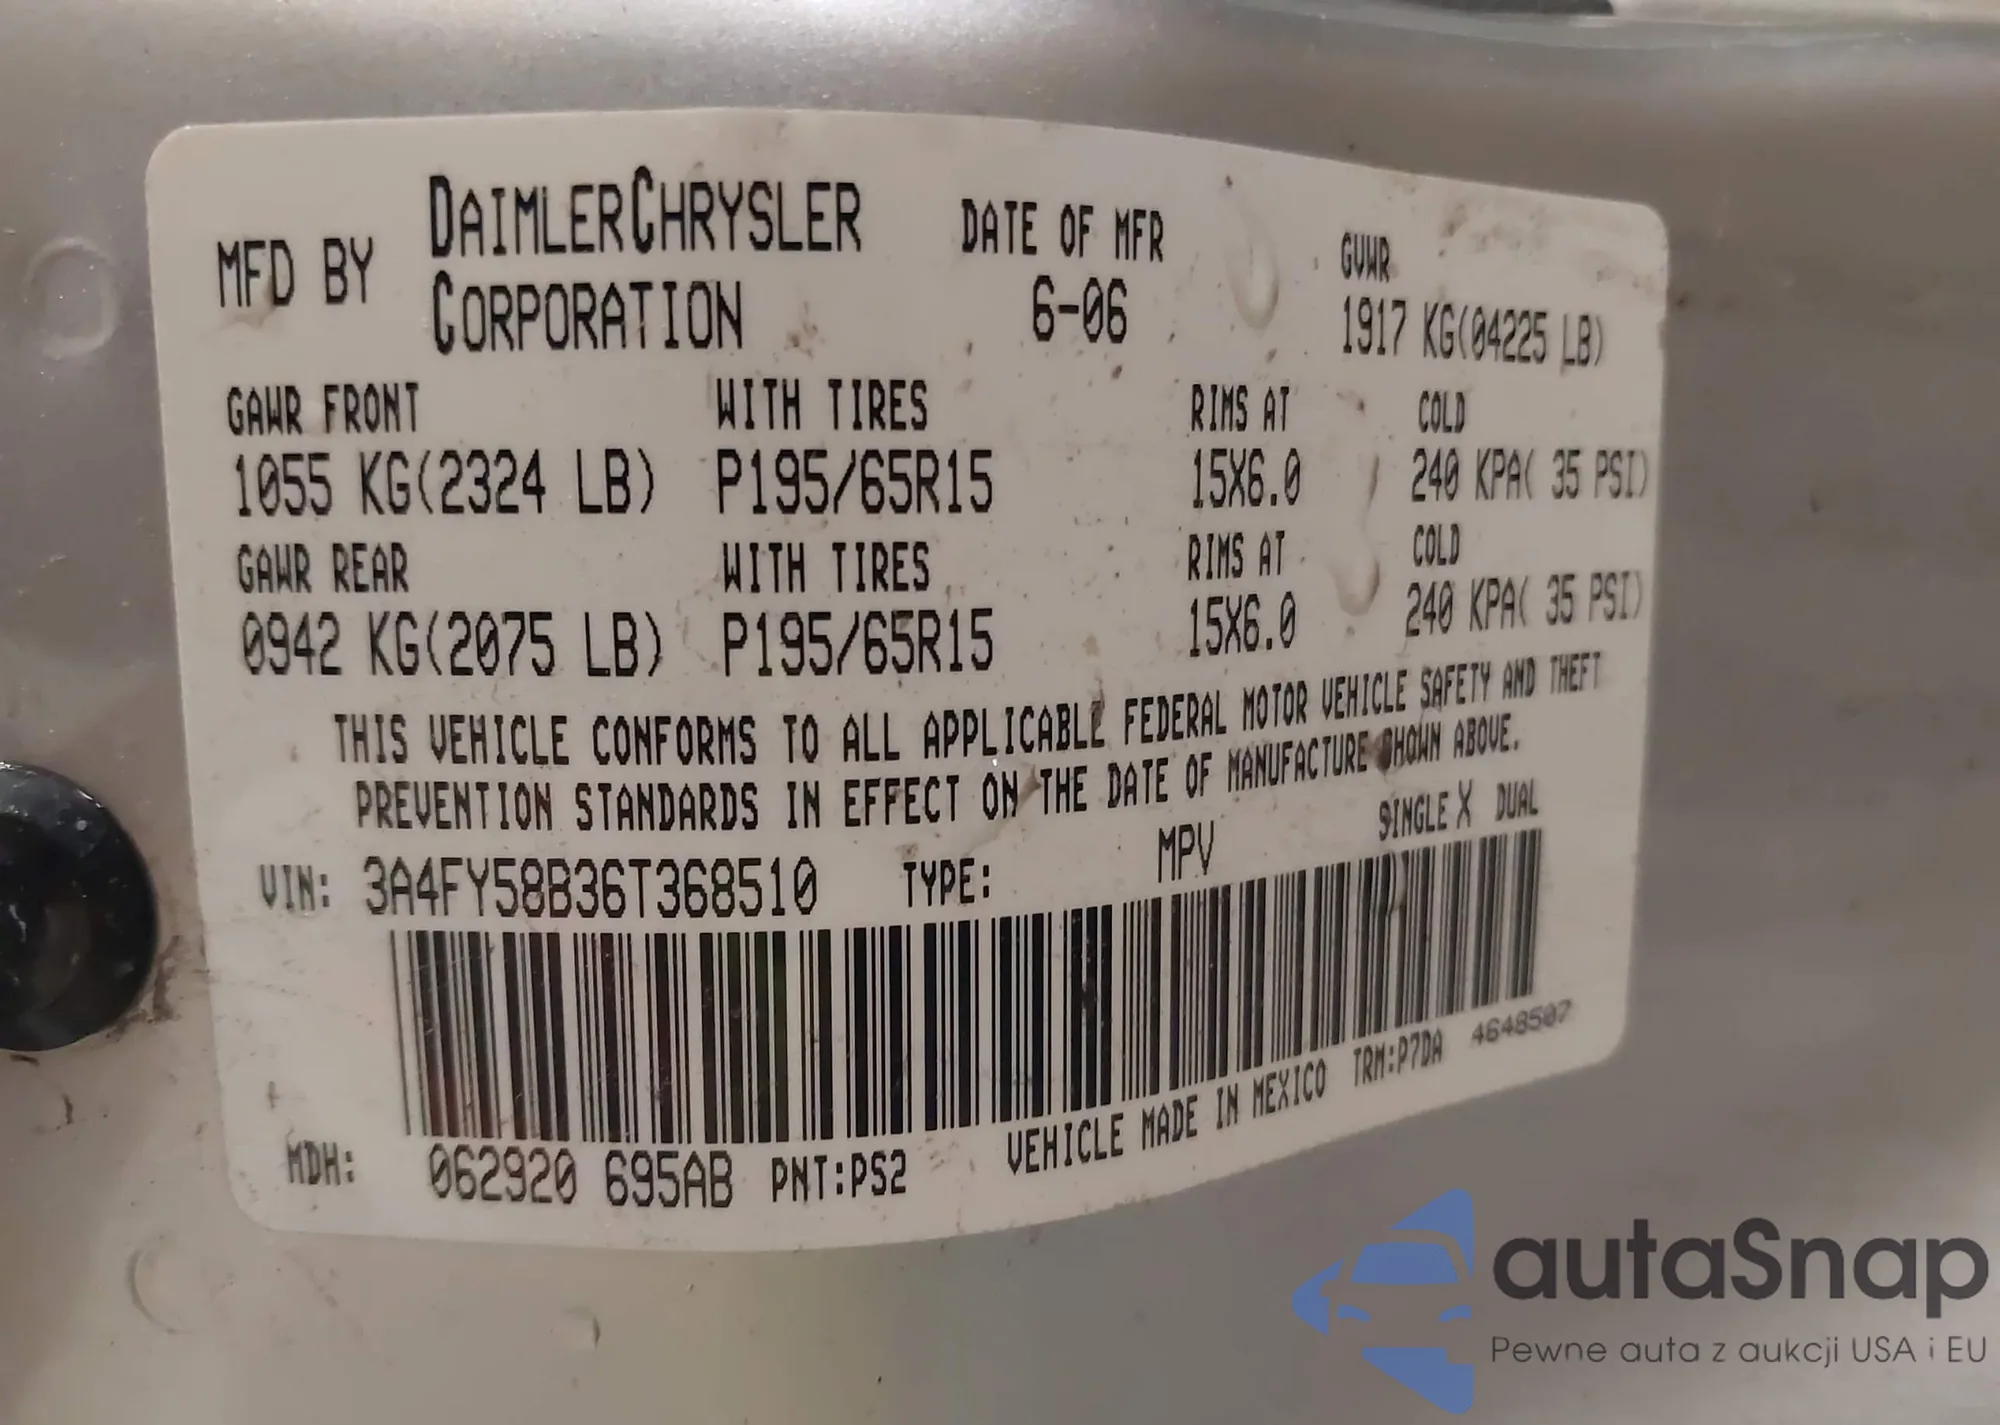 MFD BY DAIMLERCHRYSLER CORPORATION
DATE OF MFR 6-06
GVWR 1917 KG(04225 LB)
GAWR FRONT WITH TIRES RIMS AT COLD
1055 KG(2324 LB) P195/65R15 15X6.0 240 KPA( 35 PSI)
GAWR REAR WITH TIRES RIMS AT COLD
0942 KG(2075 LB) P195/65R15 15X6.0 240 KPA( 35 PSI)
THIS VEHICLE CONFORMS TO ALL APPLICABLE FEDERAL MOTOR VEHICLE SAFETY AND THEFT
PREVENTION STANDARDS IN EFFECT ON THE DATE OF MANUFACTURE SHOWN ABOVE.
VIN: 3A4FY58B36T368510 TYPE: MPV SINGLE X DUAL
MDH: 062920 695AB PNT:PS2 VEHICLE MADE IN MEXICO TRM:P7DA 4648507
autaSnap
Pewne auta z aukcji USA i EU